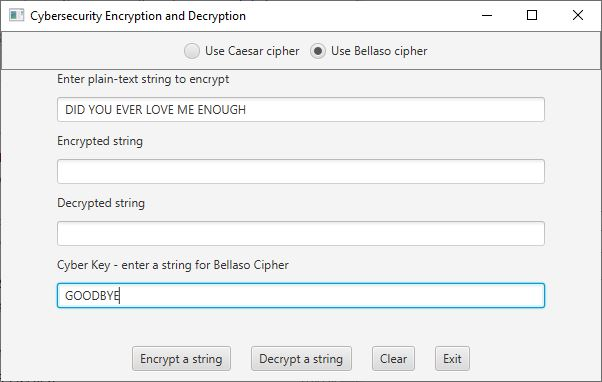 Cybersecurity Encryption and Decryption
Use Caesar cipher Use Bellaso cipher
Enter plain-text string to encrypt
DID YOU EVER LOVE ME ENOUGH
Encrypted string
Decrypted string
Cyber Key - enter a string for Bellaso Cipher
GOODBYE
Encrypt a string Decrypt a string Clear Exit